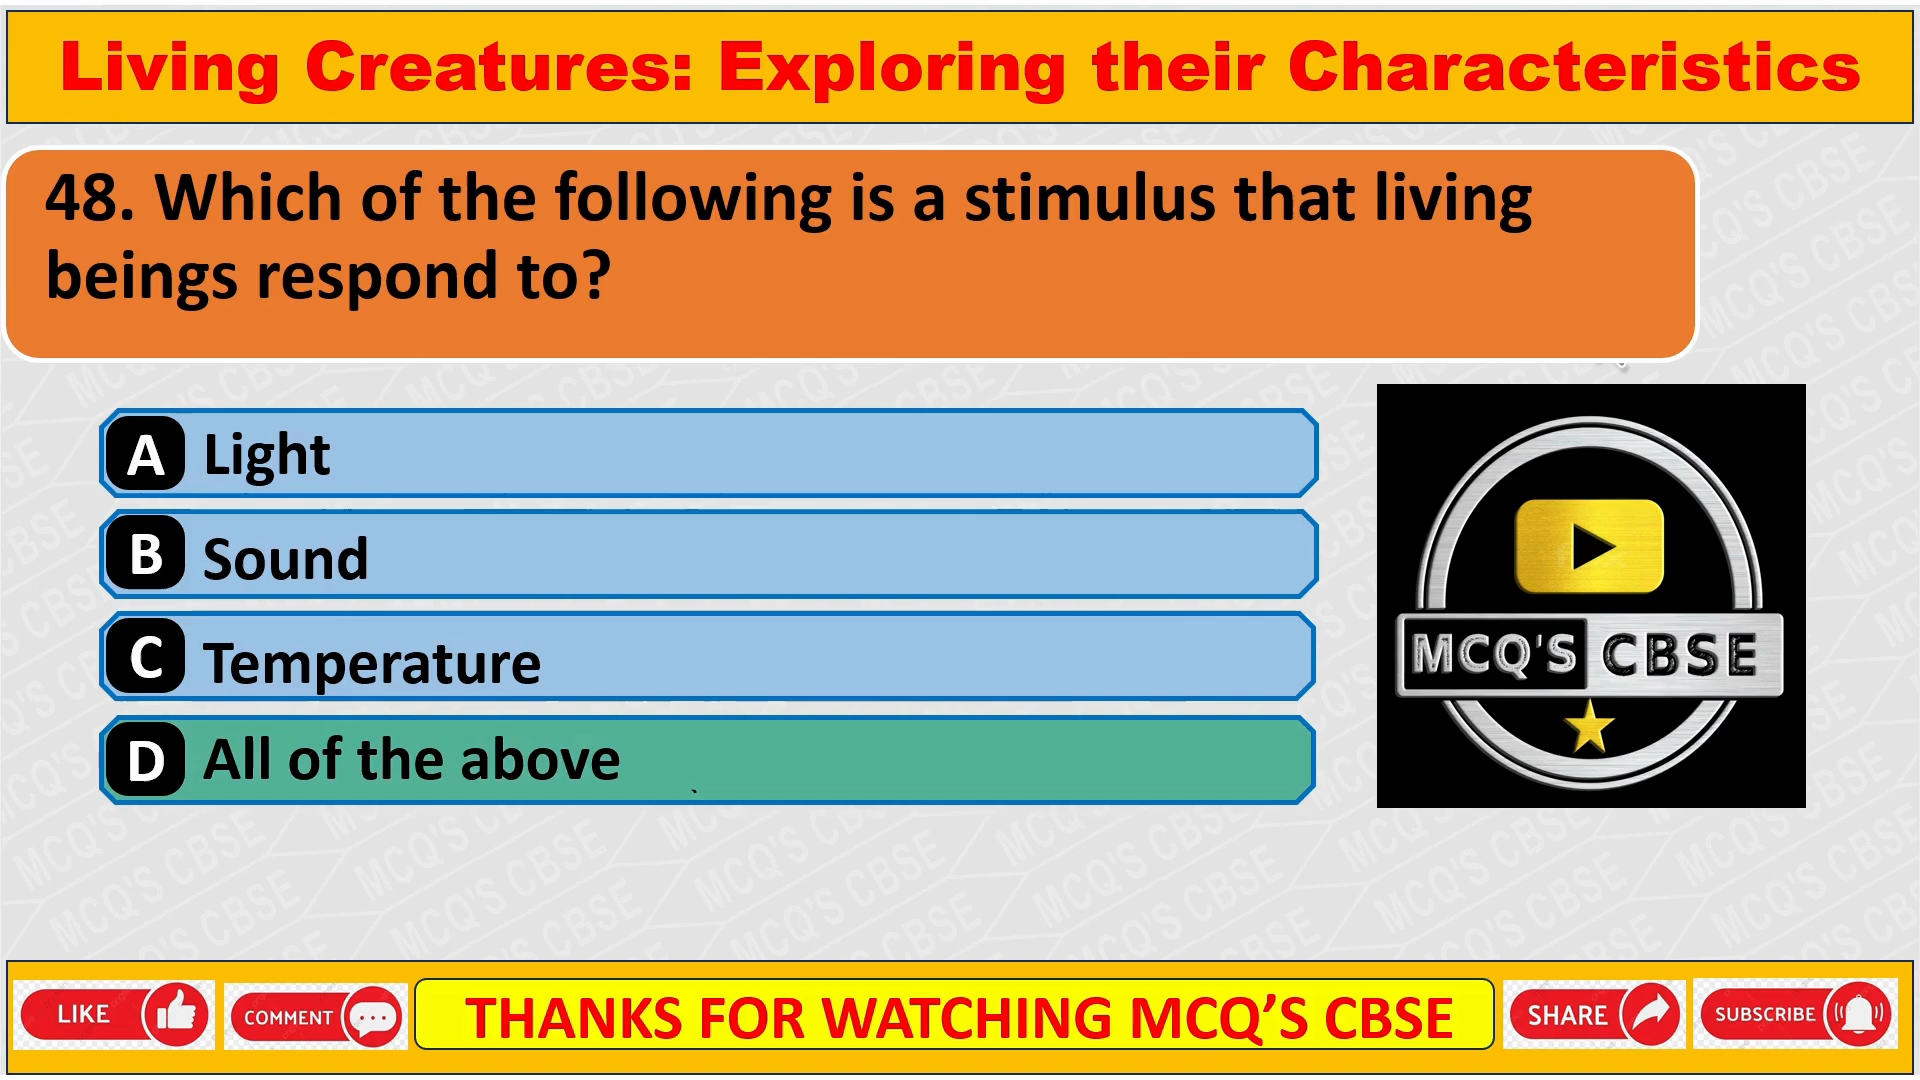 Living Creatures: Exploring their Characteristics
48. Which of the following is a stimulus that living
beings respond to?
A Light
B Sound
C Temperature
D All of the above
MCQ'S CBSE
LIKE
COMMENT
THANKS FOR WATCHING MCQ’S CBSE
SHARE
SUBSCRIBE